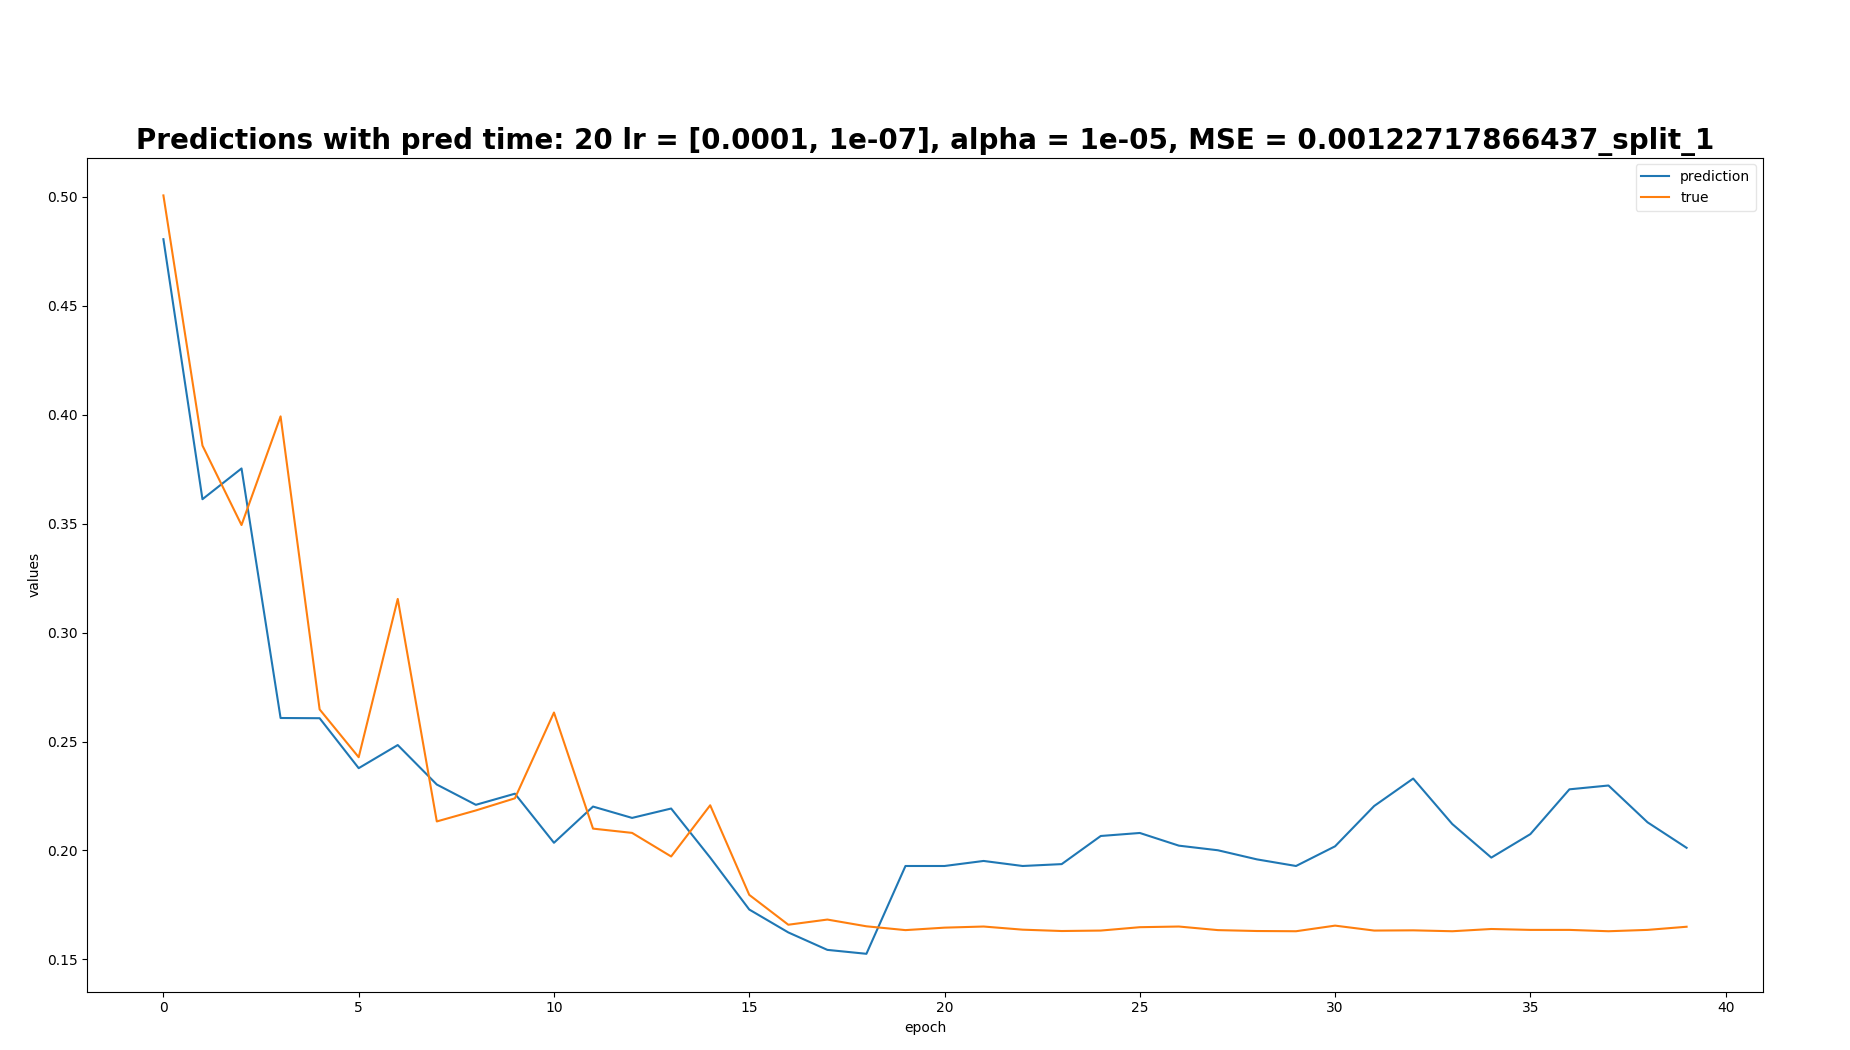 Predictions with pred time: 20 lr = [0.0001, 1e-07], alpha = 1e-05, MSE = 0.00122717866437_split_1
prediction
true
0.50
0.45
0.40
0.35
0.30
0.25
0.20
0.15
values
0 5 10 15 20 25 30 35 40
epoch